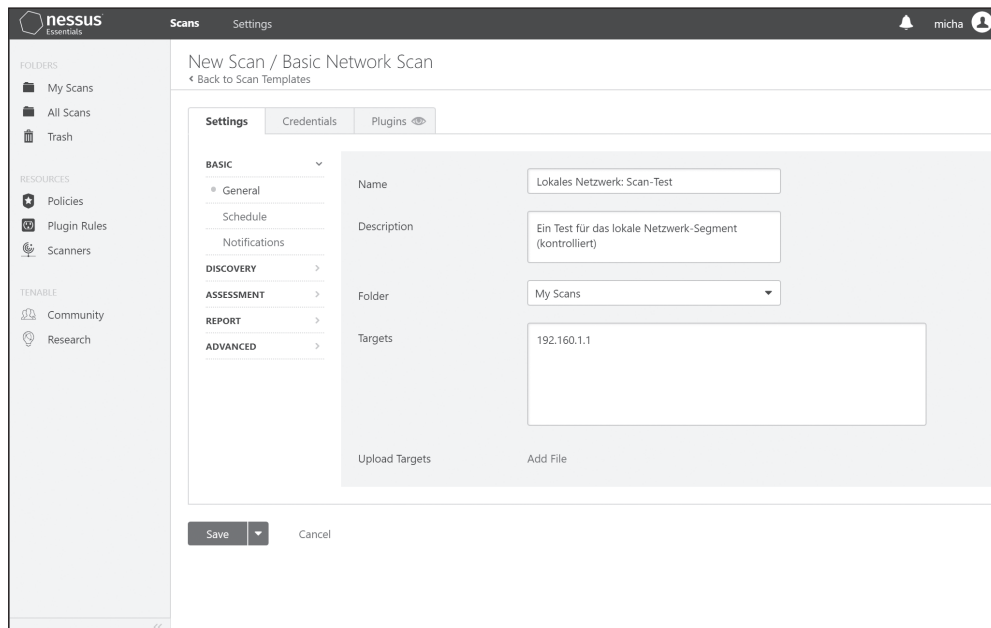 nessus
Essentials
Scans
Settings
micha
FOLDERS
My Scans
All Scans
Trash
RESOURCES
Policies
Plugin Rules
Scanners
TENABLE
Community
Research
New Scan / Basic Network Scan
Back to Scan Templates
Settings
Credentials
Plugins
BASIC
General
Schedule
Notifications
DISCOVERY
ASSESSMENT
REPORT
ADVANCED
Name
Lokales Netzwerk: Scan-Test
Description
Ein Test für das lokale Netzwerk-Segment
(kontrolliert)
Folder
My Scans
Targets
192.160.1.1
Upload Targets
Add File
Save
Cancel